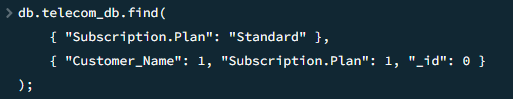 > db.telecom_db.find(
{ "Subscription.Plan": "Standard" },
{ "Customer_Name": 1, "Subscription.Plan": 1, "_id": 0 }
);